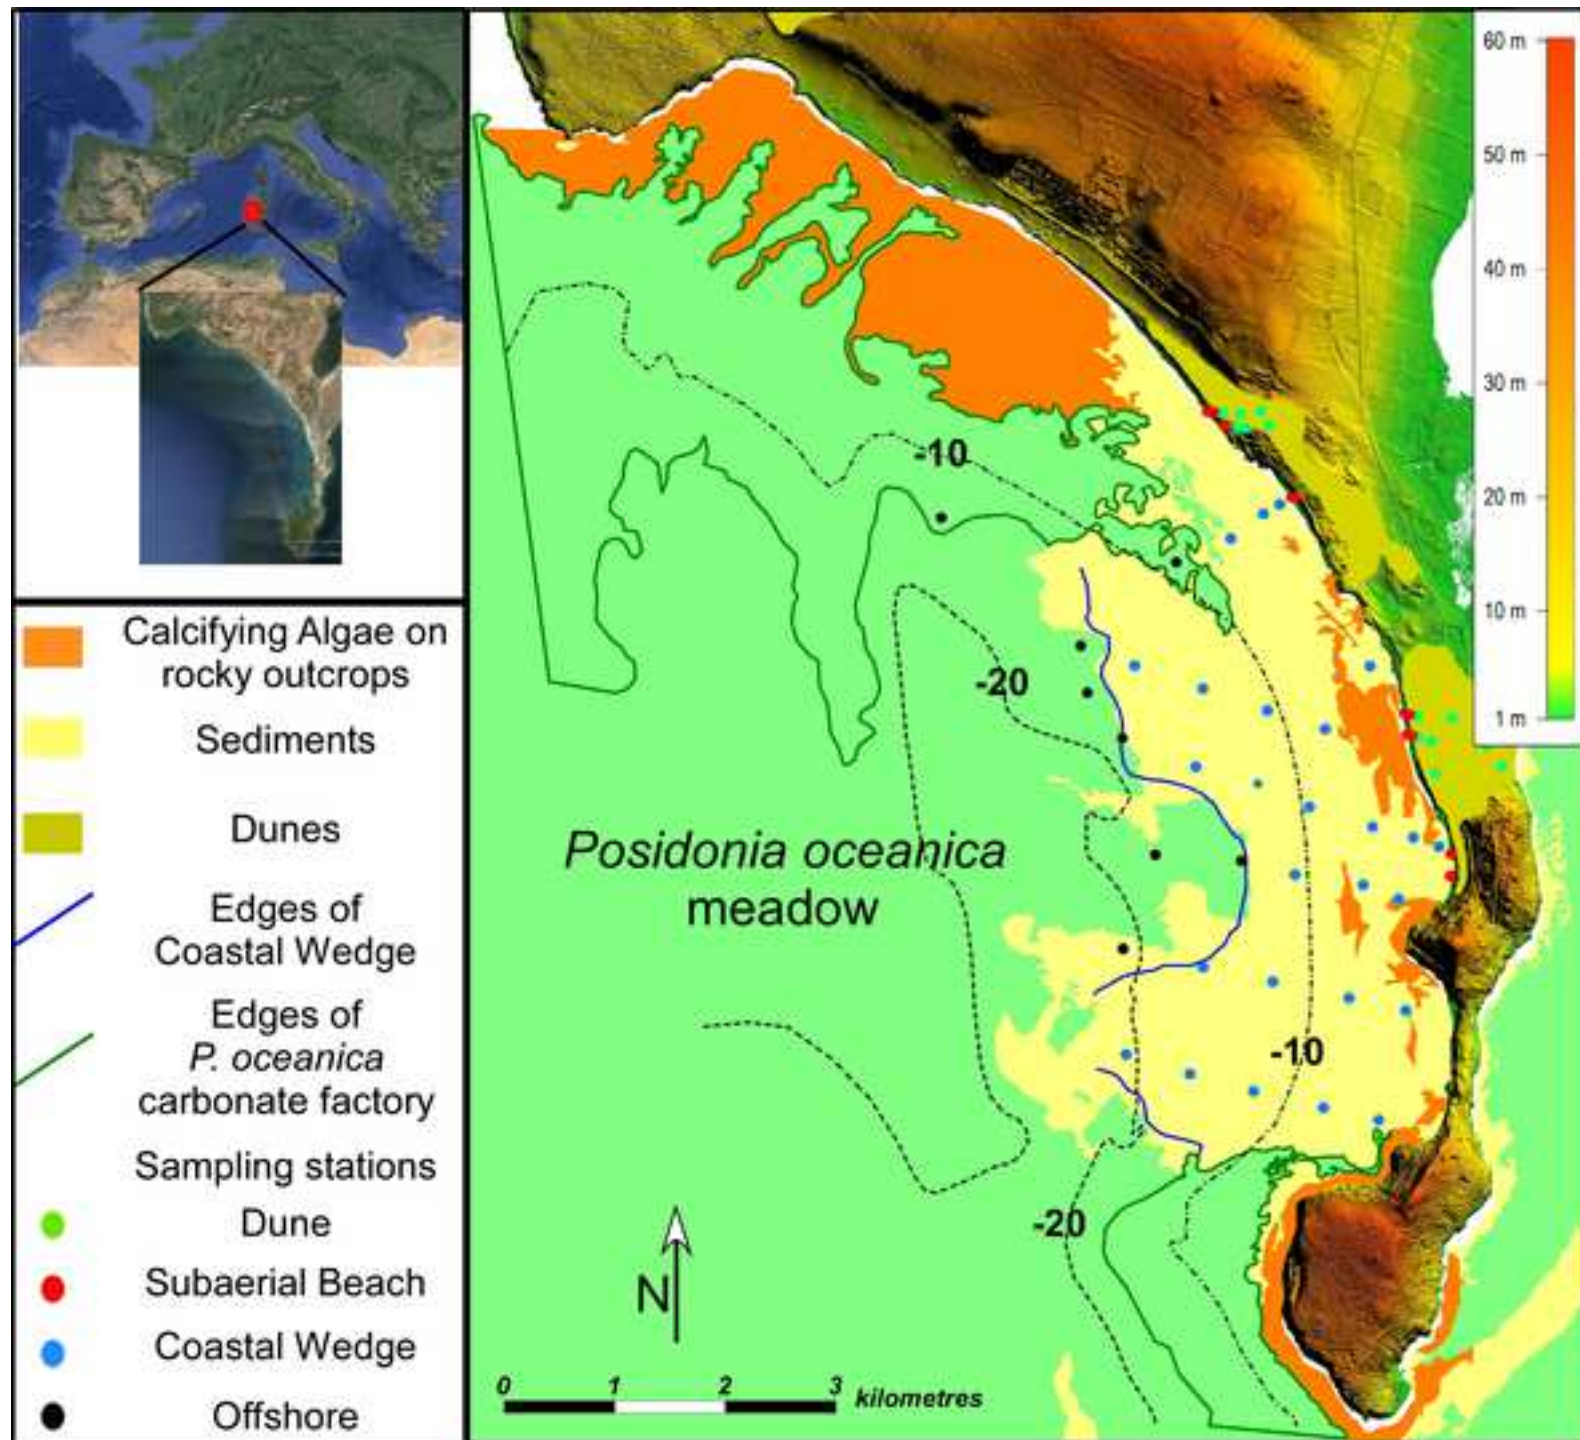 Calcifying Algae on
rocky outcrops
Sediments
Dunes
Edges of
Coastal Wedge
Edges of
P. oceanica
carbonate factory
Sampling stations
Dune
Subaerial Beach
Coastal Wedge
Offshore
60 m
50 m
40 m
30 m
20 m
10 m
1 m
-10
-20
Posidonia oceanica
meadow
-10
-20
N
0 1 2 3 kilometres